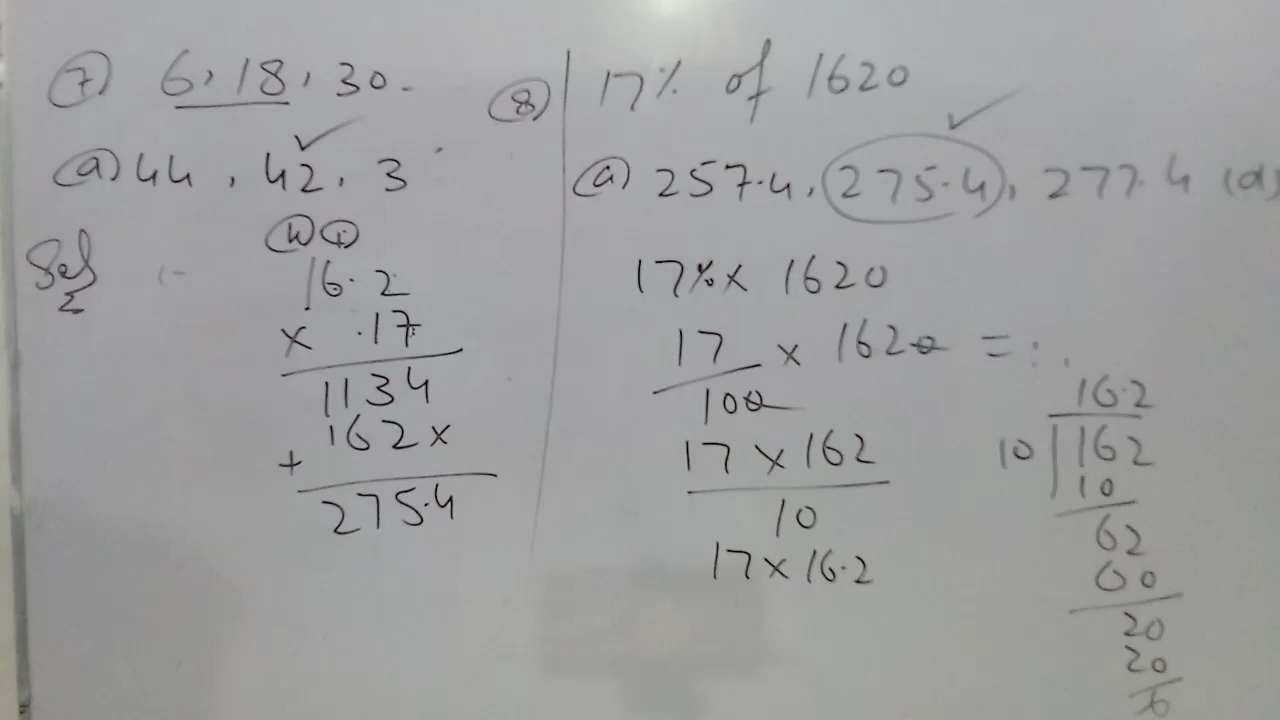 7 6, 18, 30.
a) 44, 42, 3
Sol :-
h i
16.2
× .17
1134
+ 162×
275.4
8 17% of 1620
a) 257.4, 275.4, 277.4 (d)
17% × 1620
17/100 × 1620 = :.
17 × 162
10
17 × 16.2
16.2
10 162
10
62
60
20
20
x